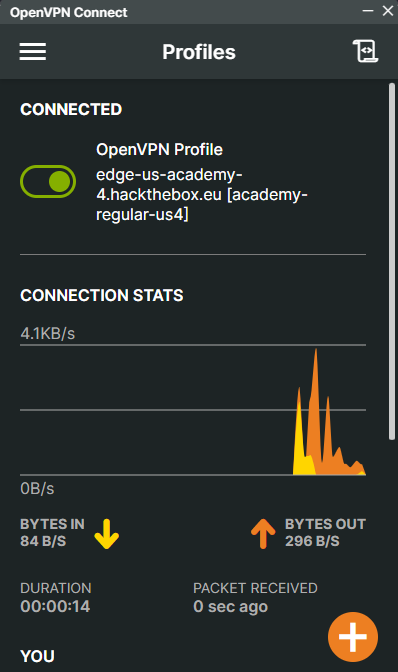 OpenVPN Connect
Profiles
CONNECTED
OpenVPN Profile
edge-us-academy-
4.hackthebox.eu [academy-
regular-us4]
CONNECTION STATS
4.1KB/s
0B/s
BYTES IN
84 B/S
BYTES OUT
296 B/S
DURATION
00:00:14
PACKET RECEIVED
0 sec ago
YOU